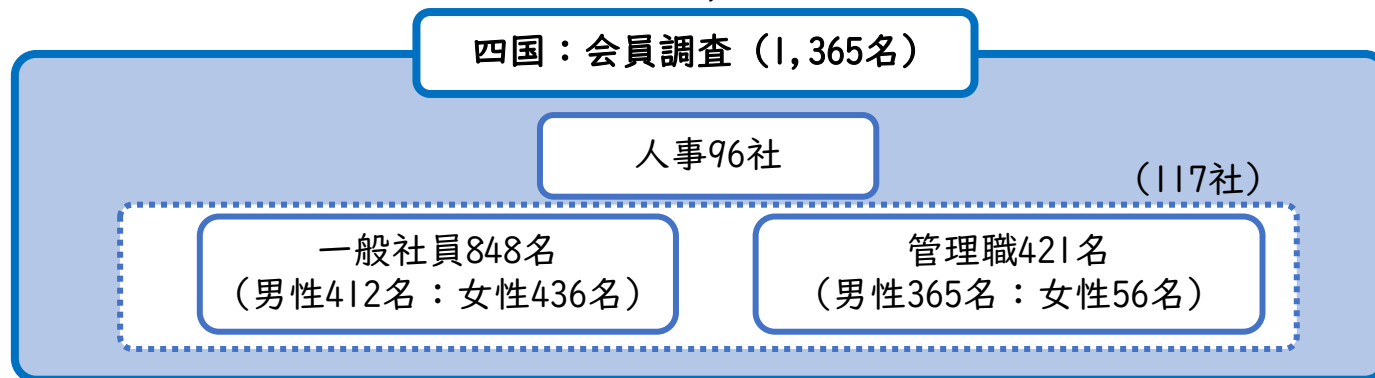 四国：会員調査（1,365名）
人事96社
（117社）
一般社員848名
（男性412名：女性436名）
管理職421名
（男性365名：女性56名）